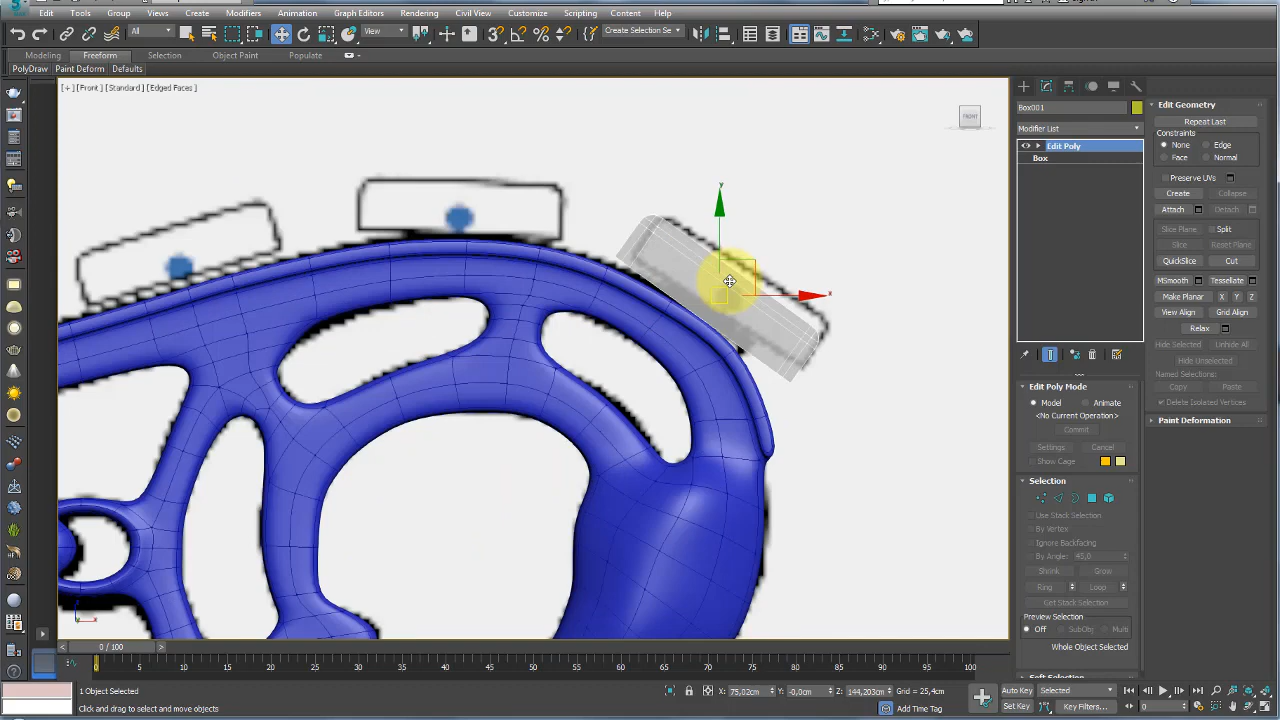 Edit Tools Group Views Create Modifiers Animation Graph Editors Rendering Civil View Customize Scripting Content Help
All View Create Selection Se
Modeling Freeform Selection Object Paint Populate
PolyDraw Paint Deform Defaults
[+] [Front] [Standard] [Edged Faces]
FRONT
y
x
Box001
Modifier List
Edit Poly
Box
Edit Poly Mode
Model Animate
<No Current Operation>
Commit
Settings Cancel
Show Cage
Selection
Use Stack Selection
By Vertex
Ignore Backfacing
By Angle: 45,0
Shrink Grow
Ring Loop
Get Stack Selection
Preview Selection
Off SubObj Multi
Whole Object Selected
Soft Selection
Edit Geometry
Repeat Last
Constraints
None Edge
Face Normal
Preserve UVs
Create Collapse
Attach Detach
Slice Plane Split
Slice Reset Plane
QuickSlice Cut
MSmooth Tessellate
Make Planar X Y Z
View Align Grid Align
Relax
Hide Selected Unhide All
Hide Unselected
Named Selections:
Copy Paste
Delete Isolated Vertices
Paint Deformation
0 / 100
0 5 10 15 20 25 30 35 40 45 50 55 60 65 70 75 80 85 90 95 100
1 Object Selected
X: 75,02cm Y: -0,0cm Z: 144,203cm Grid = 25,4cm
Auto Key Selected
Click and drag to select and move objects
Add Time Tag
Set Key Key Filters... 0